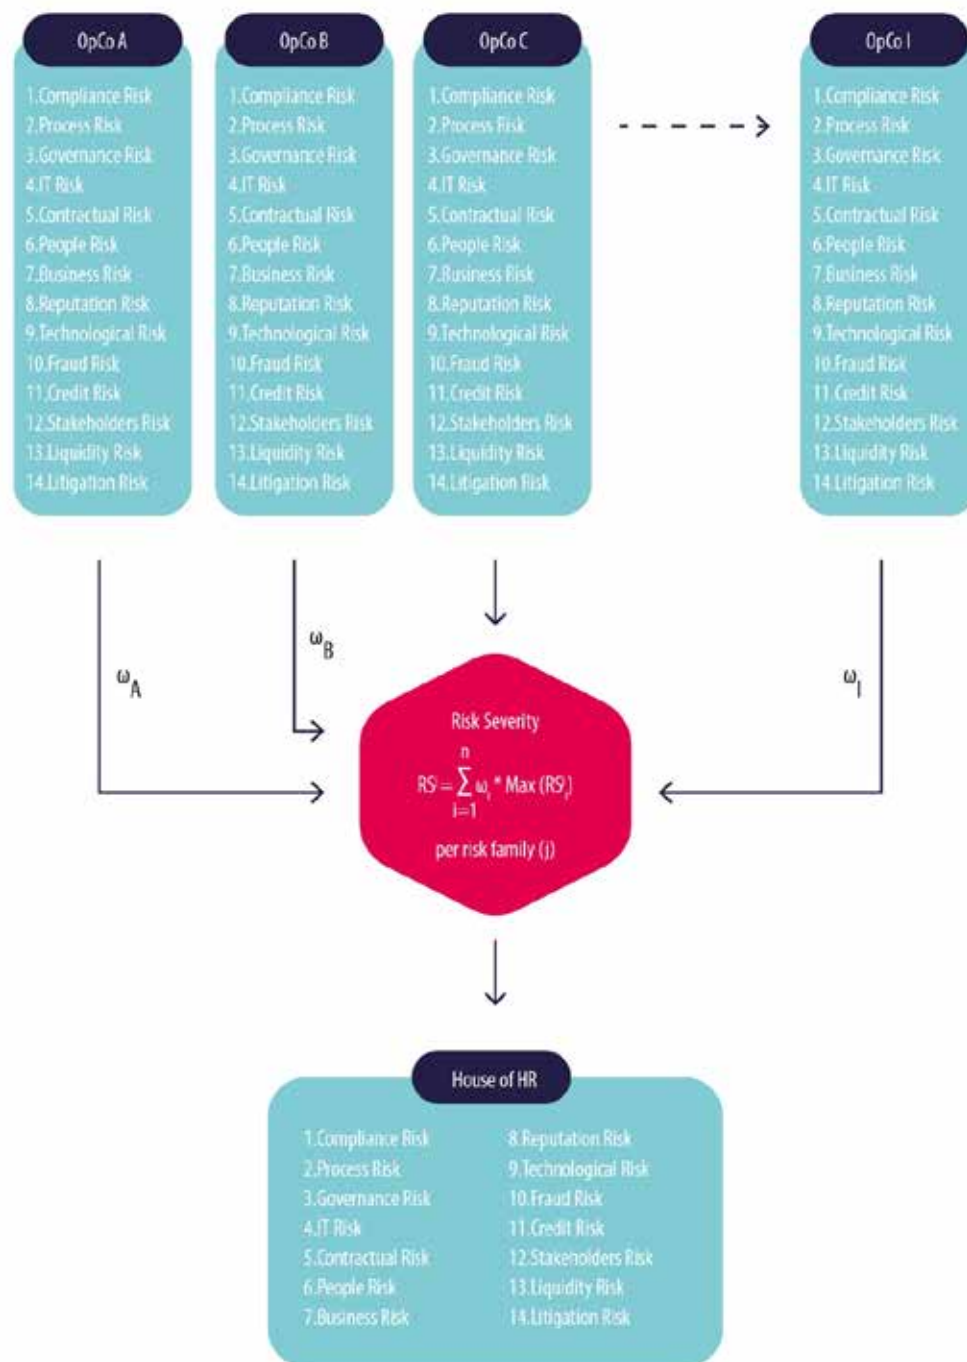 OpCo A
1.Compliance Risk
2.Process Risk
3.Governance Risk
4.IT Risk
5.Contractual Risk
6.People Risk
7.Business Risk
8.Reputation Risk
9.Technological Risk
10.Fraud Risk
11.Credit Risk
12.Stakeholders Risk
13.Liquidity Risk
14.Litigation Risk
OpCo B
1.Compliance Risk
2.Process Risk
3.Governance Risk
4.IT Risk
5.Contractual Risk
6.People Risk
7.Business Risk
8.Reputation Risk
9.Technological Risk
10.Fraud Risk
11.Credit Risk
12.Stakeholders Risk
13.Liquidity Risk
14.Litigation Risk
OpCo C
1.Compliance Risk
2.Process Risk
3.Governance Risk
4.IT Risk
5.Contractual Risk
6.People Risk
7.Business Risk
8.Reputation Risk
9.Technological Risk
10.Fraud Risk
11.Credit Risk
12.Stakeholders Risk
13.Liquidity Risk
14.Litigation Risk
OpCo I
1.Compliance Risk
2.Process Risk
3.Governance Risk
4.IT Risk
5.Contractual Risk
6.People Risk
7.Business Risk
8.Reputation Risk
9.Technological Risk
10.Fraud Risk
11.Credit Risk
12.Stakeholders Risk
13.Liquidity Risk
14.Litigation Risk
ω_A
ω_B
ω_I
Risk Severity
n
RSʲ = ∑ ωᵢ * Max (RSʲᵢ)
i=1
per risk family (j)
House of HR
1.Compliance Risk
2.Process Risk
3.Governance Risk
4.IT Risk
5.Contractual Risk
6.People Risk
7.Business Risk
8.Reputation Risk
9.Technological Risk
10.Fraud Risk
11.Credit Risk
12.Stakeholders Risk
13.Liquidity Risk
14.Litigation Risk